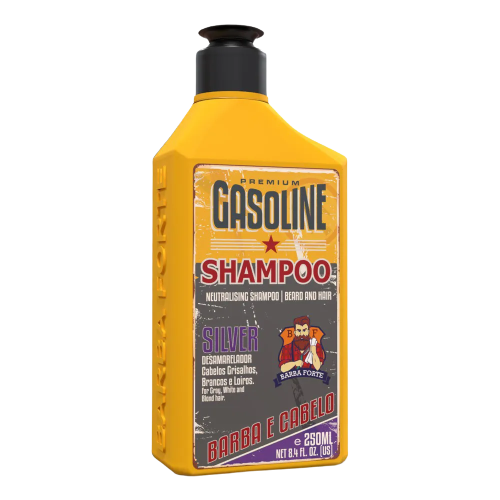 PREMIUM
GASOLINE
SHAMPOO
NEUTRALISING SHAMPOO | BEARD AND HAIR
SILVER
DESAMARELADOR
Cabelos Grisalhos,
Brancos e Loiros.
for Gray, White and
Blond hair.
B F
BARBA FORTE
BARBA E CABELO
e 250ML
NET 8.4 FL. OZ. (US)
BARBA FORTE